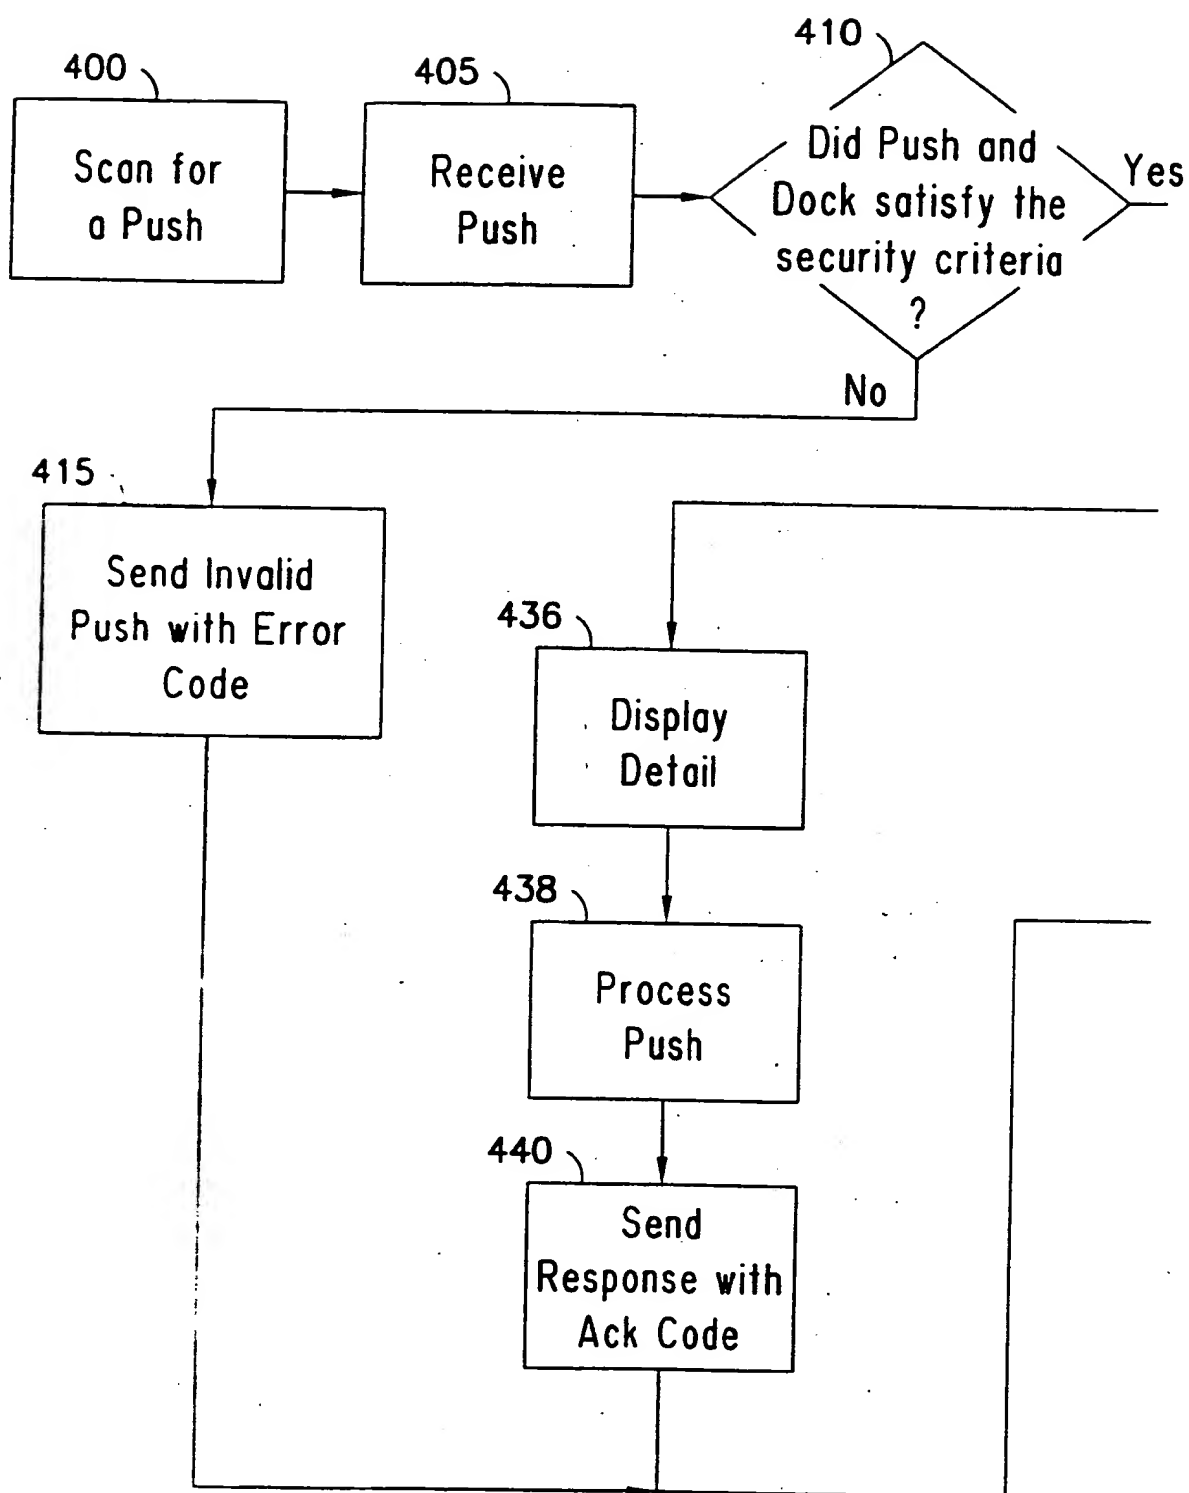 400
Scan for
a Push
405
Receive
Push
410
Did Push and
Dock satisfy the
security criteria
?
Yes
No
415
Send Invalid
Push with Error
Code
436
Display
Detail
438
Process
Push
440
Send
Response with
Ack Code